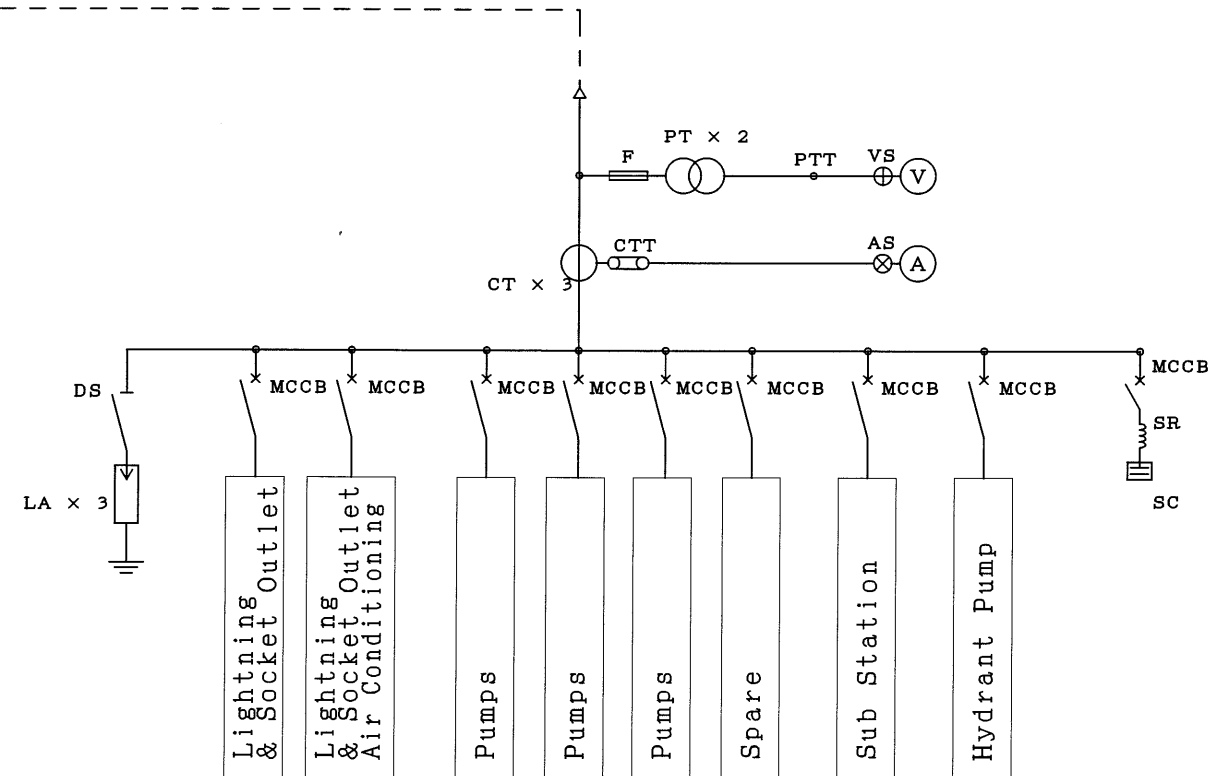 PT × 2
F
PTT
VS
V
CTT
AS
A
CT × 3
DS
MCCB
MCCB
MCCB
MCCB
MCCB
MCCB
MCCB
MCCB
MCCB
SR
SC
LA × 3
Lightning
& Socket Outlet
Lightning
& Socket Outlet
Air Conditioning
Pumps
Pumps
Pumps
Spare
Sub Station
Hydrant Pump